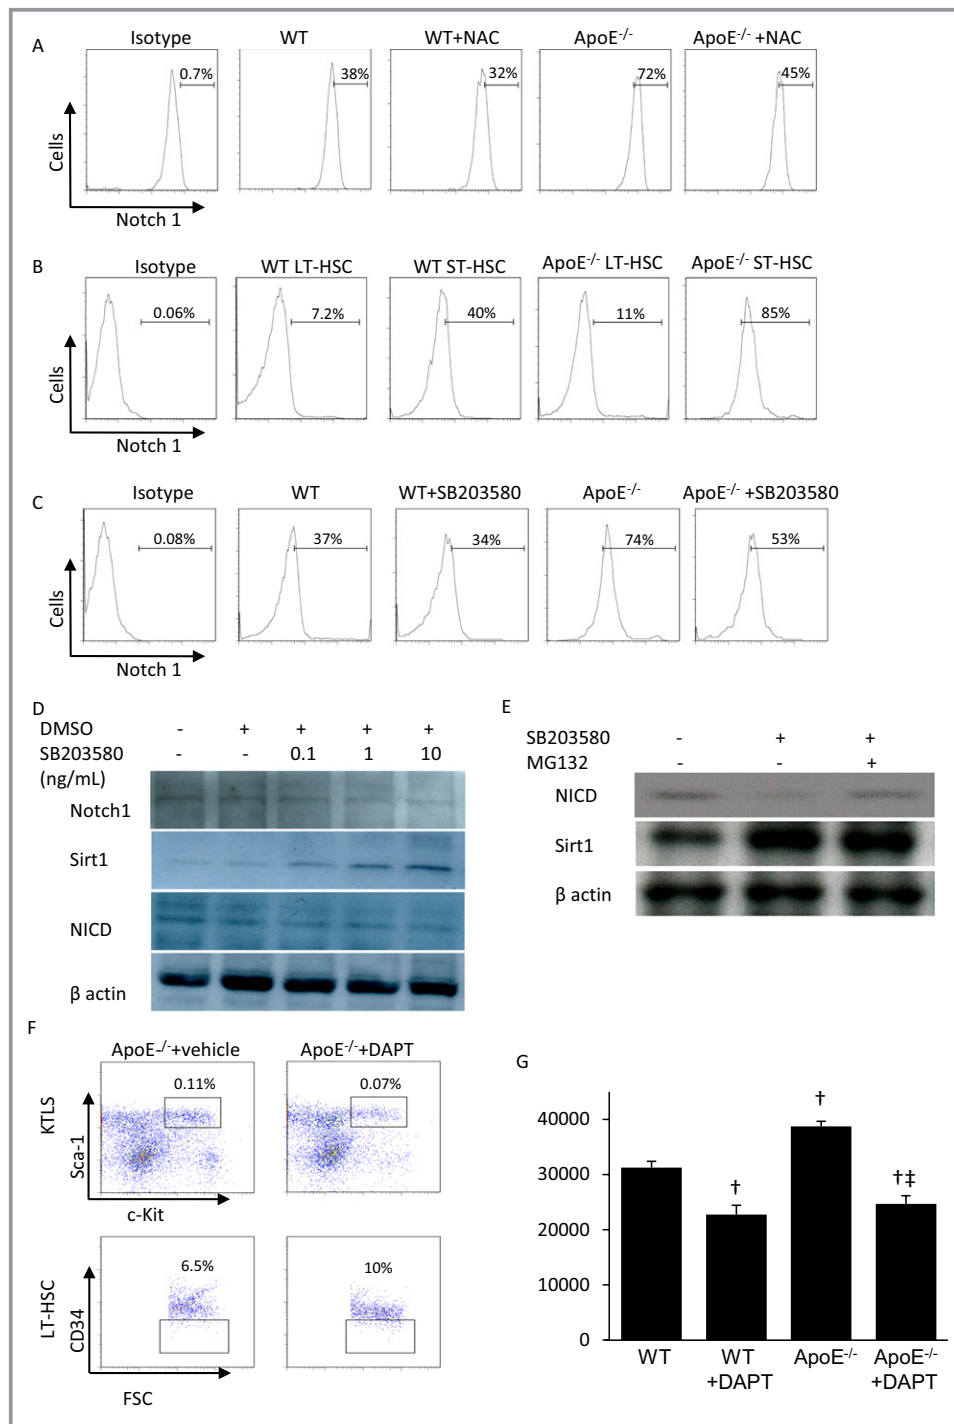 A
Isotype WT WT+NAC ApoE-/- ApoE-/- +NAC
0.7% 38% 32% 72% 45%
Cells
Notch 1
B
Isotype WT LT-HSC WT ST-HSC ApoE-/- LT-HSC ApoE-/- ST-HSC
0.06% 7.2% 40% 11% 85%
Cells
Notch 1
C
Isotype WT WT+SB203580 ApoE-/- ApoE-/- +SB203580
0.08% 37% 34% 74% 53%
Cells
Notch 1
D
DMSO - + + + +
SB203580 - - 0.1 1 10
(ng/mL)
Notch1
Sirt1
NICD
β actin
E
SB203580 - + +
MG132 - - +
NICD
Sirt1
β actin
F
ApoE-/-+vehicle ApoE-/-+DAPT
0.11% 0.07%
KTLS
Sca-1
c-Kit
6.5% 10%
LT-HSC
CD34
FSC
G
40000
30000
20000
10000
0
† † †‡
WT WT +DAPT ApoE-/- ApoE-/- +DAPT